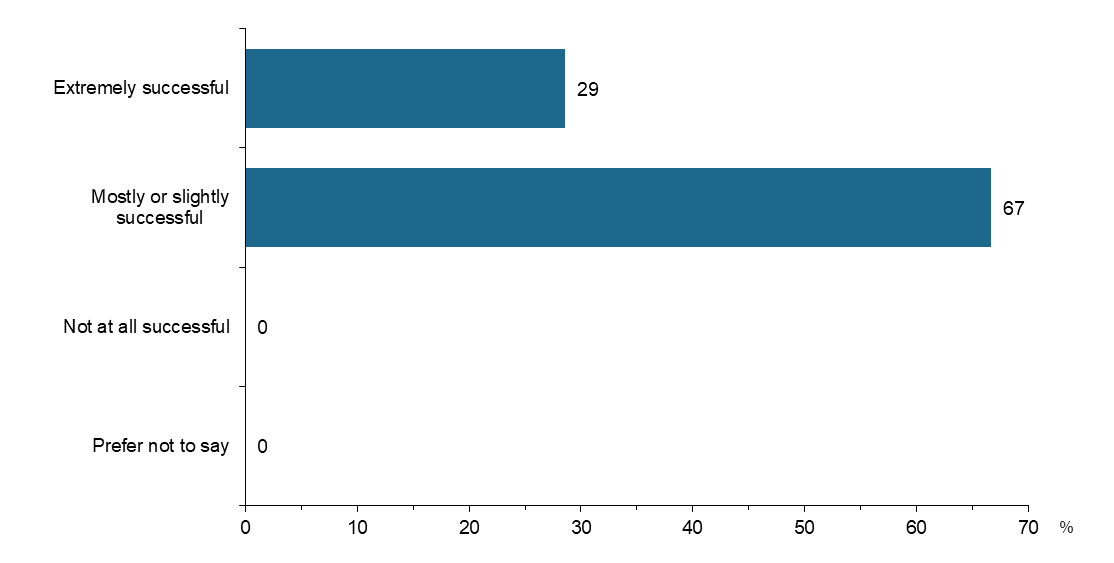 Extremely successful
29
Mostly or slightly
successful
67
Not at all successful
0
Prefer not to say
0
0 10 20 30 40 50 60 70 %